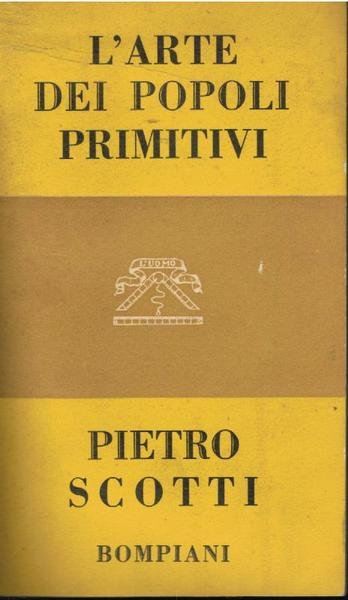 L'ARTE
DEI POPOLI
PRIMITIVI
L'UOMO
PIETRO
SCOTTI
BOMPIANI